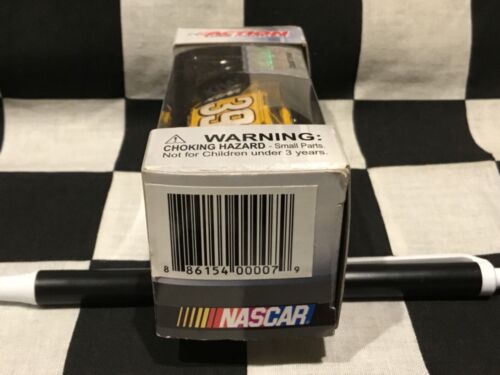 ACTION
39
WARNING:
CHOKING HAZARD - Small Parts.
Not for Children under 3 years.
8 86154 00007 9
NASCAR